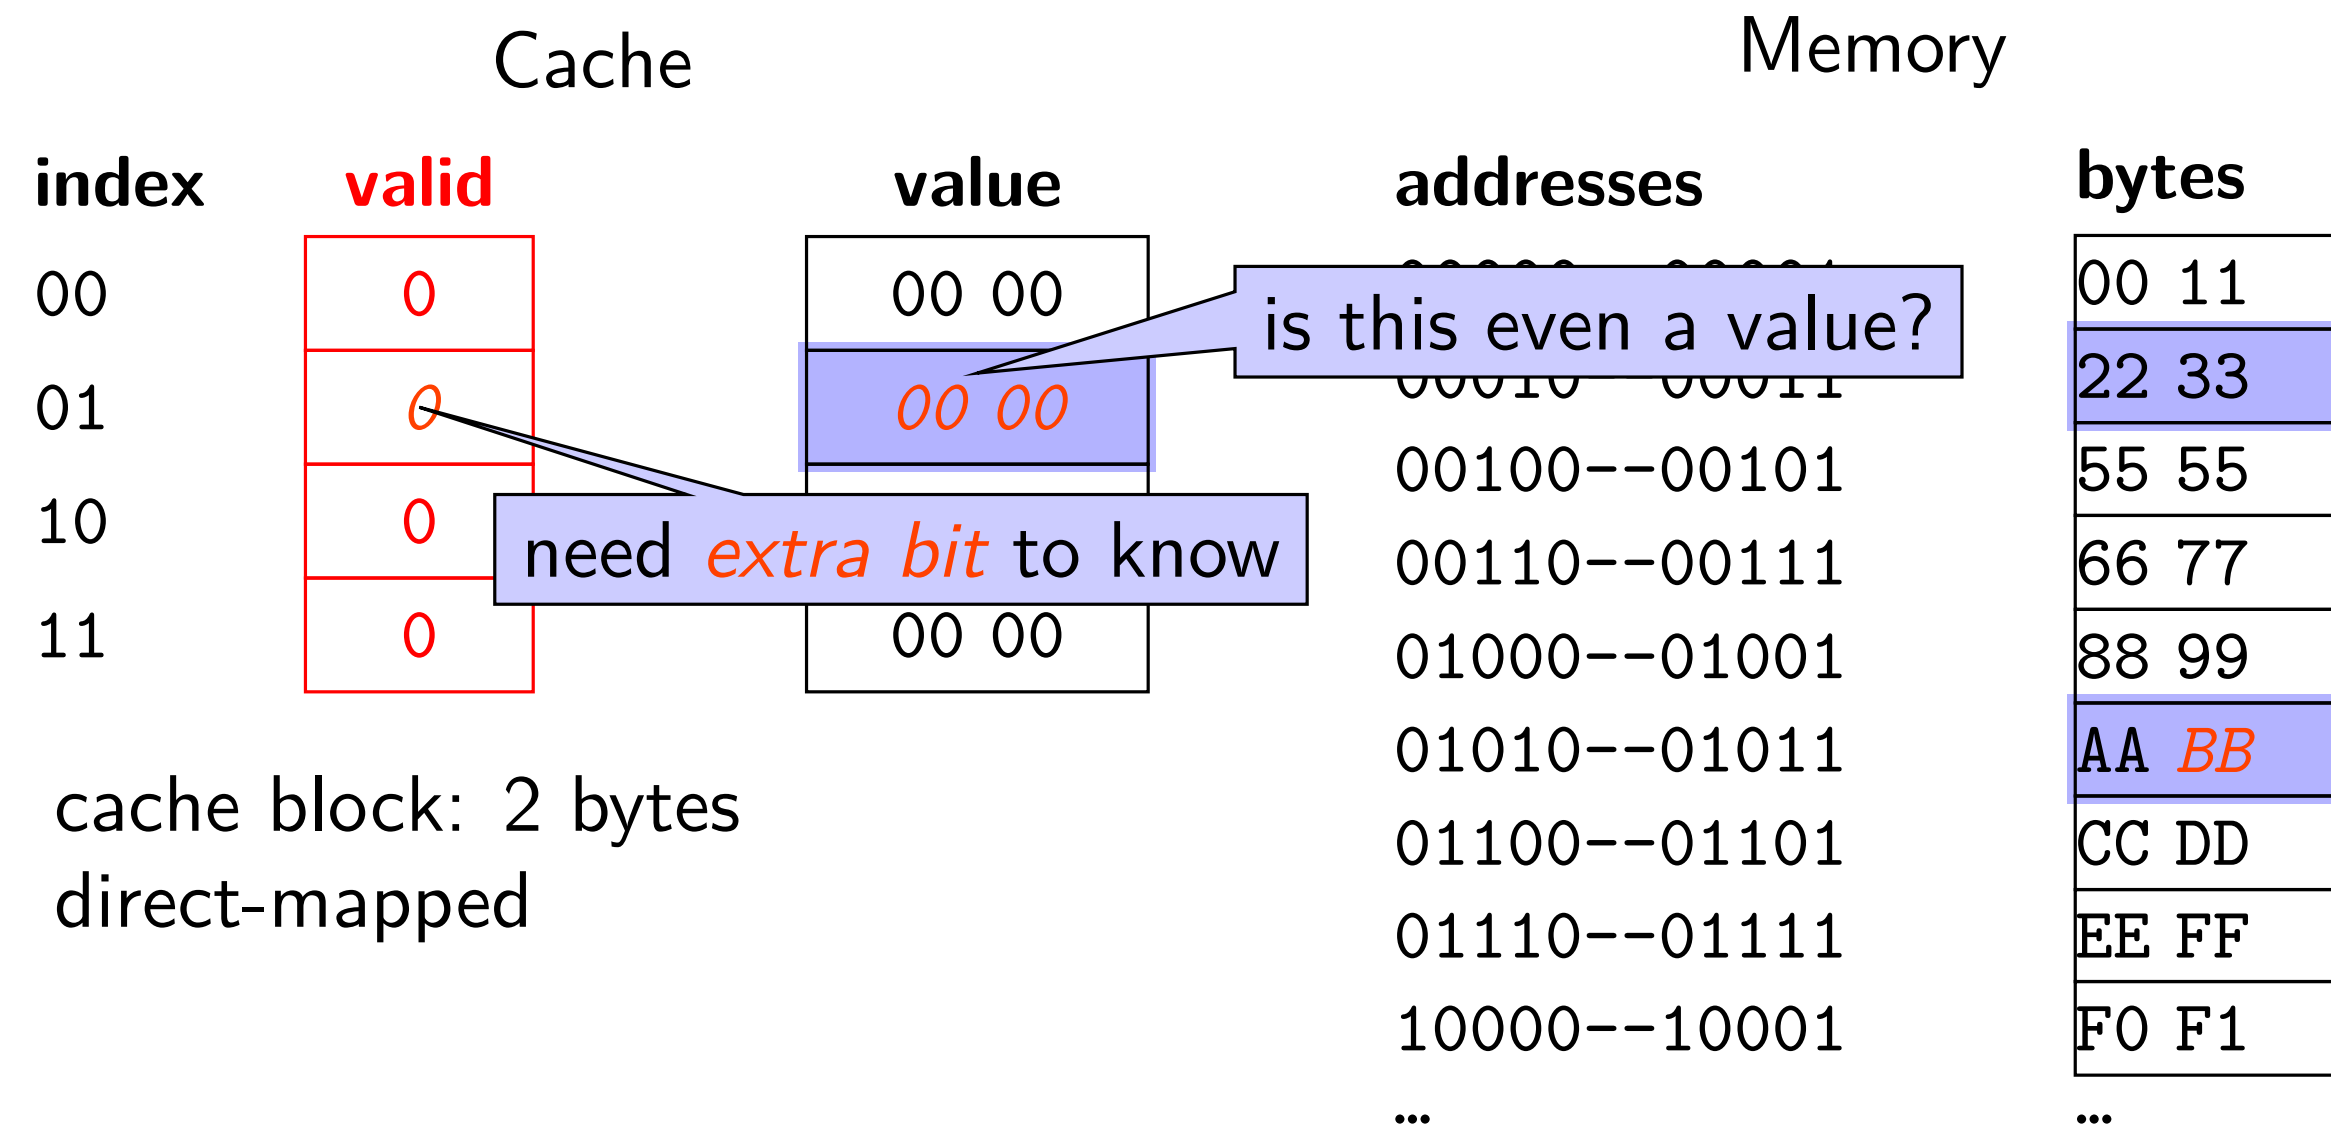 Cache
Memory
index valid value addresses bytes
00 0 00 00 00 11
is this even a value?
01 0 00 00 00010--00011 22 33
00100--00101 55 55
10 0
need extra bit to know
00110--00111 66 77
11 0 00 00
01000--01001 88 99
01010--01011 AA BB
cache block: 2 bytes
01100--01101 CC DD
direct-mapped
01110--01111 EE FF
10000--10001 F0 F1
… …